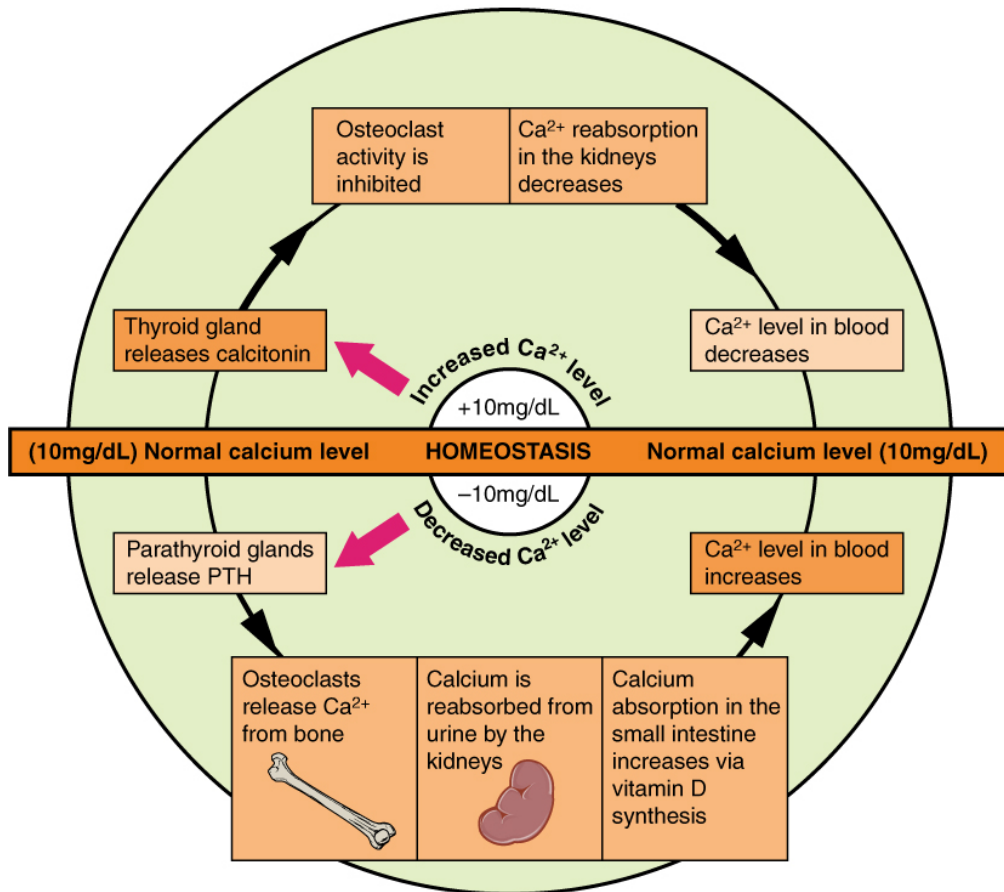 Osteoclast
activity is
inhibited
Ca²⁺ reabsorption
in the kidneys
decreases
Thyroid gland
releases calcitonin
Increased Ca²⁺ level
+10mg/dL
Ca²⁺ level in blood
decreases
(10mg/dL) Normal calcium level
HOMEOSTASIS
Normal calcium level (10mg/dL)
–10mg/dL
Decreased Ca²⁺ level
Parathyroid glands
release PTH
Ca²⁺ level in blood
increases
Osteoclasts
release Ca²⁺
from bone
Calcium is
reabsorbed from
urine by the
kidneys
Calcium
absorption in the
small intestine
increases via
vitamin D
synthesis